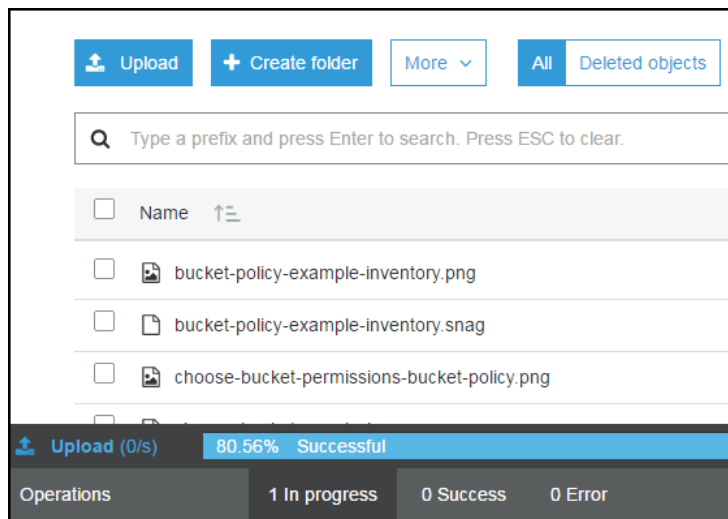 Upload Create folder More All Deleted objects
Type a prefix and press Enter to search. Press ESC to clear.
Name
bucket-policy-example-inventory.png
bucket-policy-example-inventory.snag
choose-bucket-permissions-bucket-policy.png
Upload (0/s) 80.56% Successful
Operations 1 In progress 0 Success 0 Error